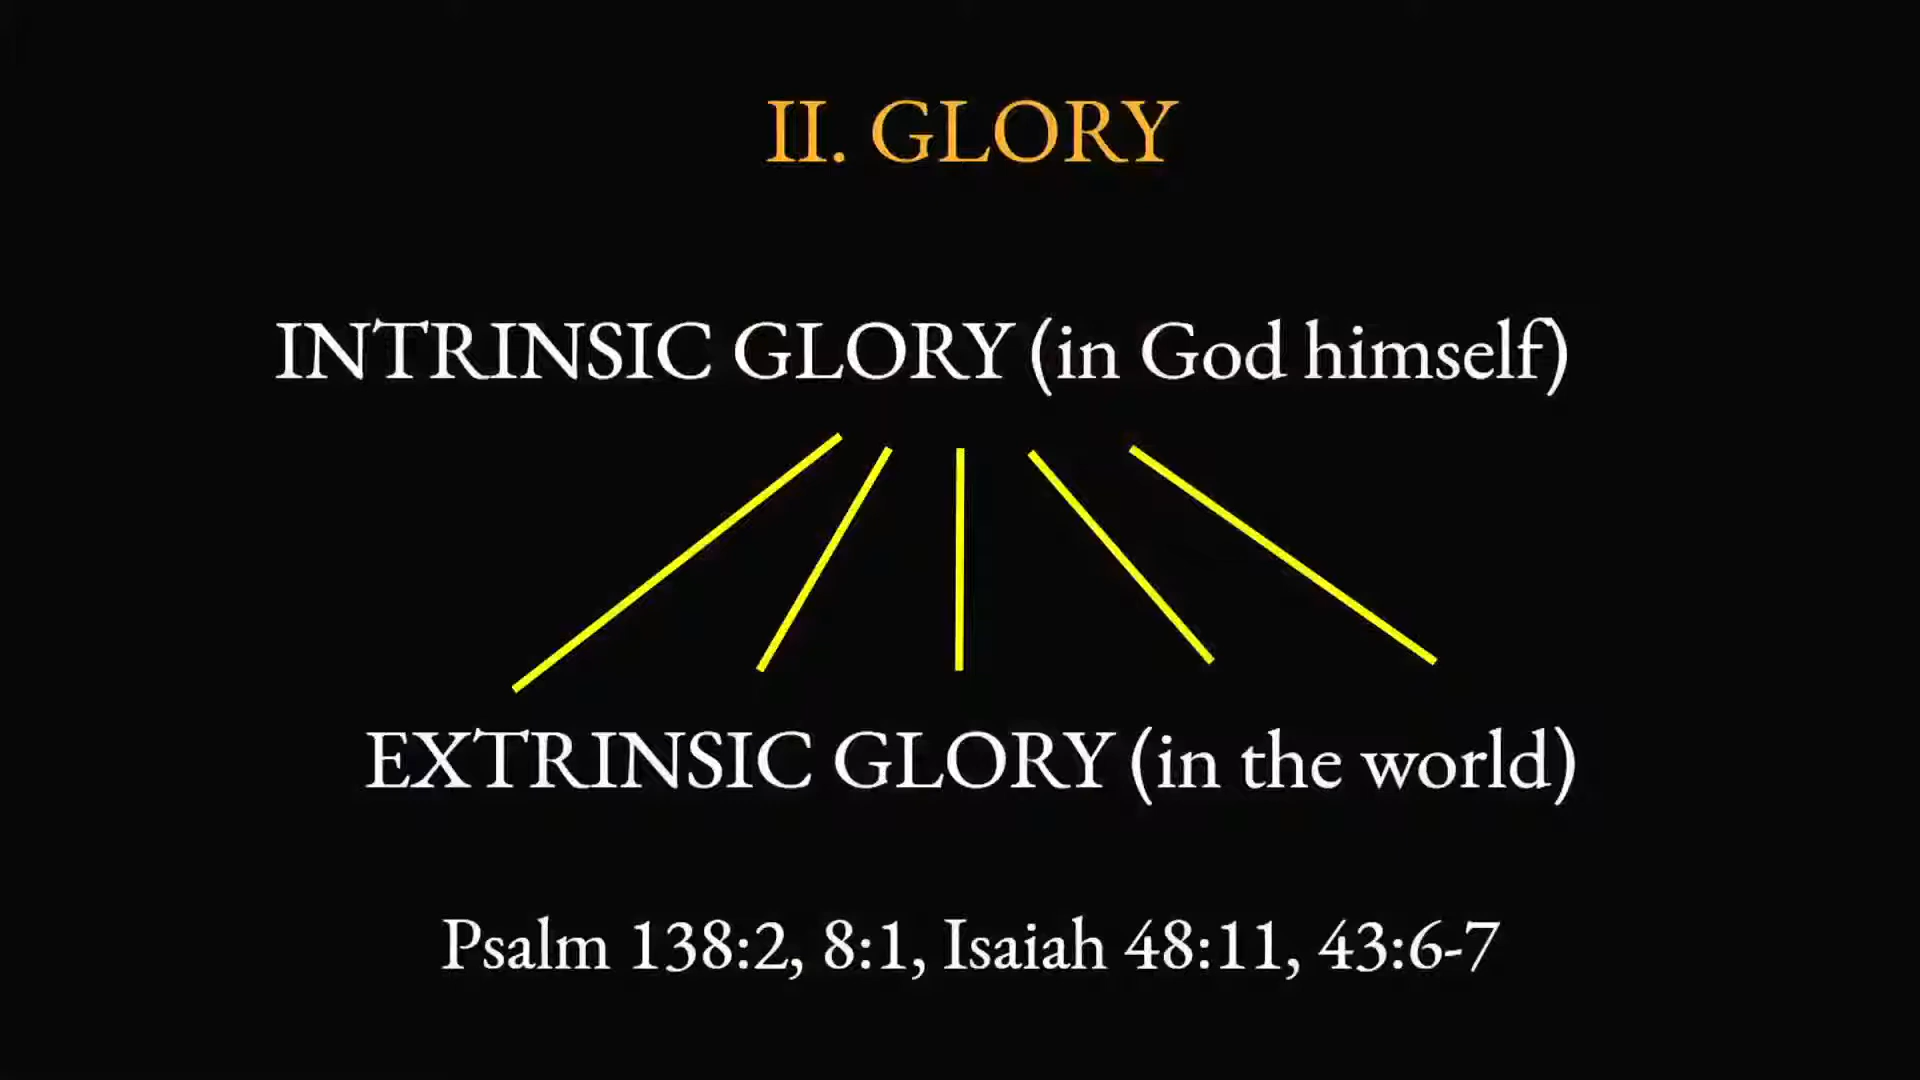 II. GLORY
INTRINSIC GLORY (in God himself)
EXTRINSIC GLORY (in the world)
Psalm 138:2, 8:1, Isaiah 48:11, 43:6-7